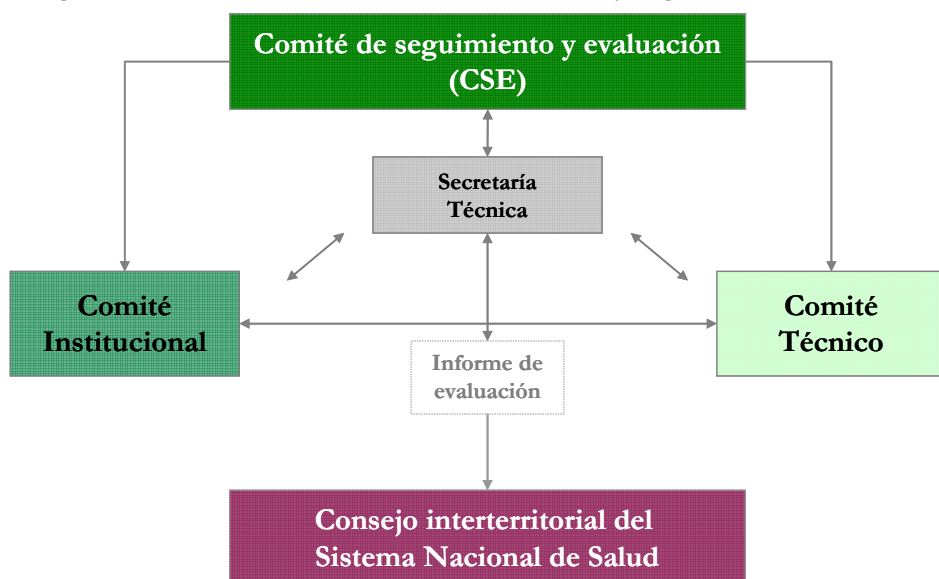 Comité de seguimiento y evaluación
(CSE)
Secretaría
Técnica
Comité
Institucional
Comité
Técnico
Informe de
evaluación
Consejo interterritorial del
Sistema Nacional de Salud